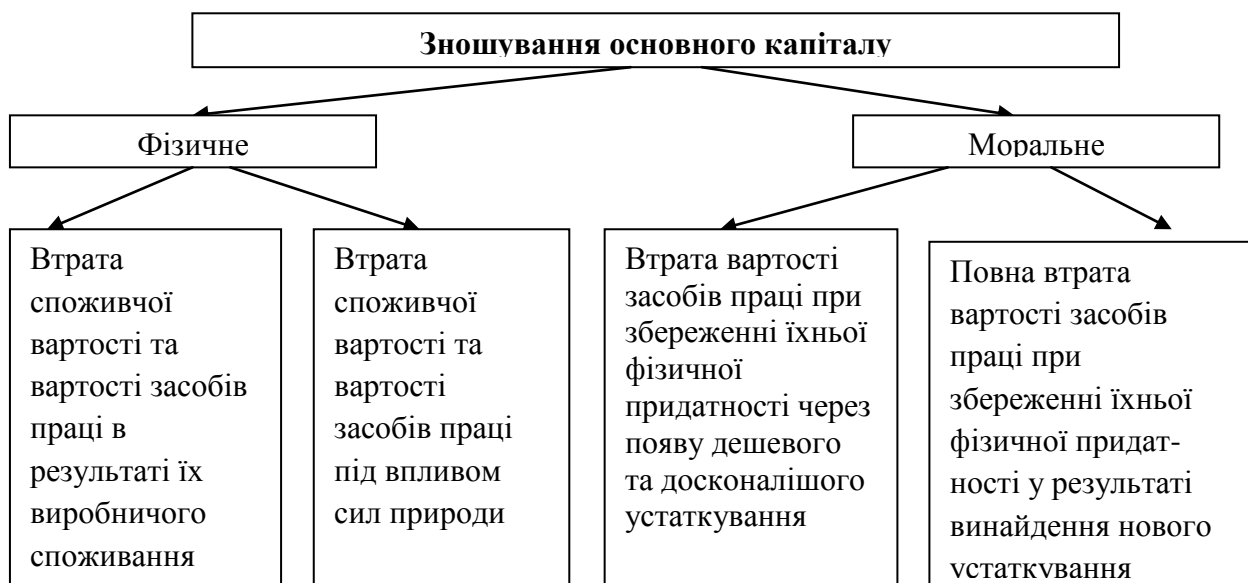 Зношування основного капіталу
Фізичне
Моральне
Втрата
споживчої
вартості та
вартості засобів
праці в
результаті їх
виробничого
споживання
Втрата
споживчої
вартості та
вартості
засобів праці
під впливом
сил природи
Втрата вартості
засобів праці при
збереженні їхньої
фізичної
придатності через
появу дешевого
та досконалішого
устаткування
Повна втрата
вартості засобів
праці при
збереженні їхньої
фізичної придат-
ності у результаті
винайдення нового
устаткування